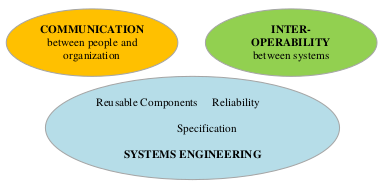 COMMUNICATION
between people and
organization
INTER-
OPERABILITY
between systems
Reusable Components Reliability
Specification
SYSTEMS ENGINEERING